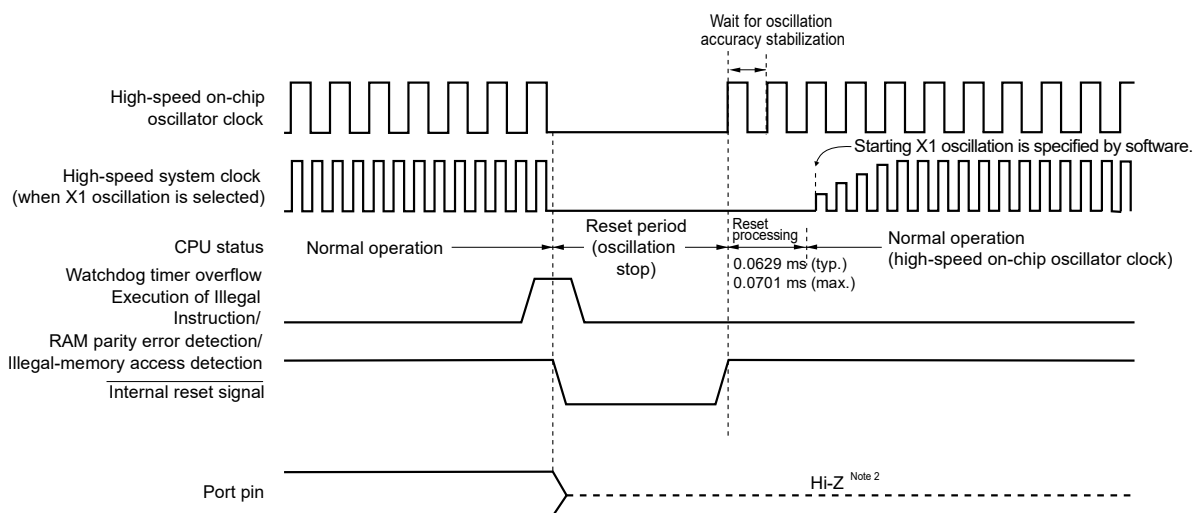 Wait for oscillation
accuracy stabilization
High-speed on-chip
oscillator clock
Starting X1 oscillation is specified by software.
High-speed system clock
(when X1 oscillation is selected)
CPU status
Normal operation
Reset period
(oscillation
stop)
Reset
processing
0.0629 ms (typ.)
0.0701 ms (max.)
Normal operation
(high-speed on-chip oscillator clock)
Watchdog timer overflow
Execution of Illegal
Instruction/
RAM parity error detection/
Illegal-memory access detection
Internal reset signal
Port pin
Hi-Z Note 2